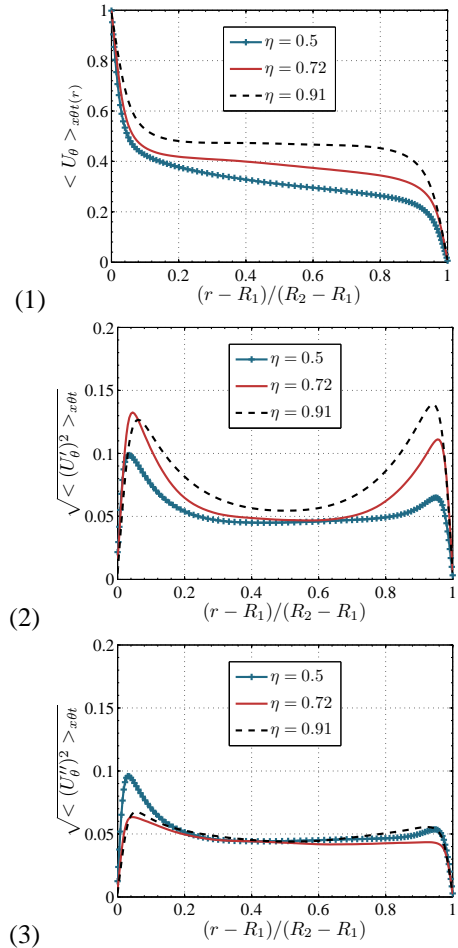 1
0.8
0.6
0.4
0.2
0
0 0.2 0.4 0.6 0.8 1
< U_θ >_{xθt(r)}
η = 0.5
η = 0.72
η = 0.91
(r − R_1)/(R_2 − R_1)
(1)
0.2
0.15
0.1
0.05
0
0 0.2 0.4 0.6 0.8 1
√< (U'_θ)^2 >_{xθt}
η = 0.5
η = 0.72
η = 0.91
(r − R_1)/(R_2 − R_1)
(2)
0.2
0.15
0.1
0.05
0
0 0.2 0.4 0.6 0.8 1
√< (U''_θ)^2 >_{xθt}
η = 0.5
η = 0.72
η = 0.91
(r − R_1)/(R_2 − R_1)
(3)